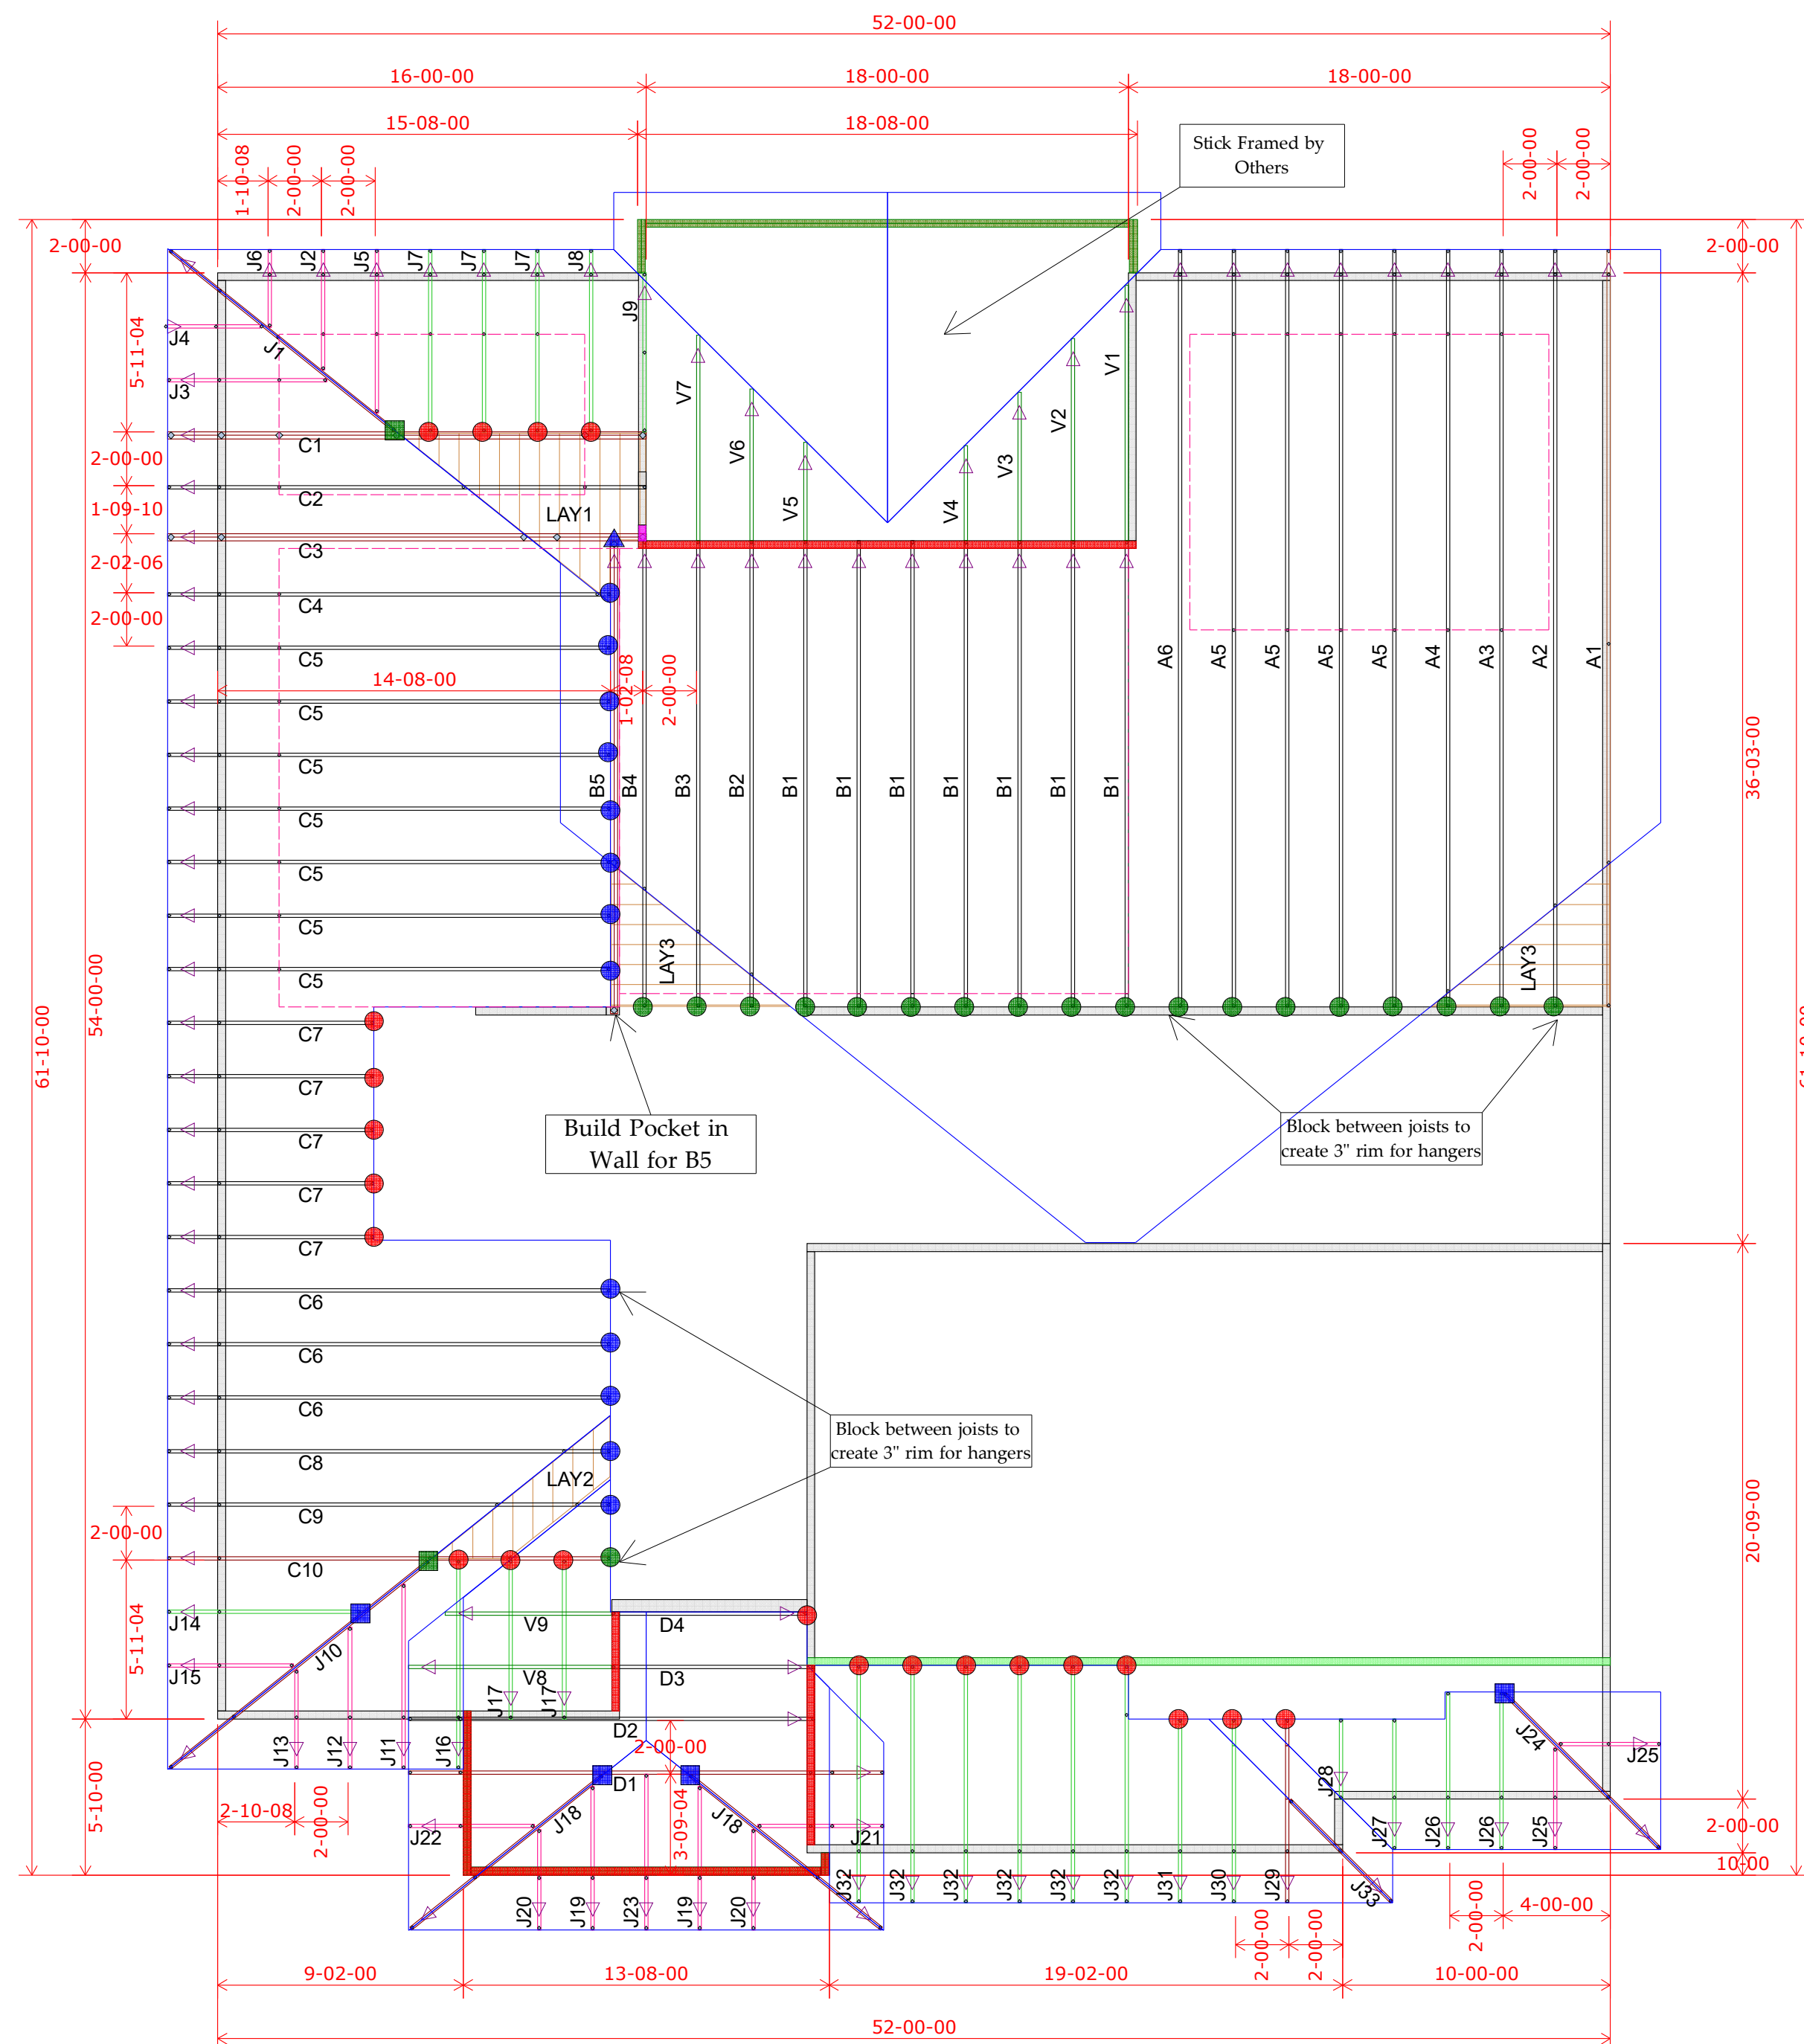 52-00-00
16-00-00
18-00-00
18-00-00
15-08-00
18-08-00
Stick Framed by
Others
1-10-08
2-00-00
2-00-00
2-00-00
2-00-00
2-00-00
2-00-00
J6
J2
J5
J7
J7
J7
J8
J9
J4
J1
J3
5-11-04
V7
V6
V5
V4
V3
V2
V1
C1
2-00-00
C2
1-09-10
LAY1
C3
2-02-06
C4
2-00-00
C5
14-08-00
1-02-08
2-00-00
A6
A5
A5
A5
A5
A4
A3
A2
A1
C5
C5
C5
C5
C5
C5
B5
B4
B3
B2
B1
B1
B1
B1
B1
B1
B1
36-03-00
LAY3
LAY3
54-00-00
61-10-00
61-10-00
C7
C7
C7
C7
C7
Build Pocket in
Wall for B5
Block between joists to
create 3" rim for hangers
C6
C6
C6
C8
C9
C10
LAY2
Block between joists to
create 3" rim for hangers
2-00-00
5-11-04
20-09-00
J14
J15
J10
V9
D4
V8
D3
J17
J17
D2
2-00-00
J13
J12
J11
J16
D1
5-10-00
2-10-08
2-00-00
J18
J18
3-09-04
J22
J21
J20
J19
J23
J19
J20
J32
J32
J32
J32
J32
J32
J31
J30
J29
J33
J28
J27
J26
J26
J25
J24
J25
2-00-00
10-00
2-00-00
4-00-00
2-00-00
2-00-00
9-02-00
13-08-00
19-02-00
10-00-00
52-00-00